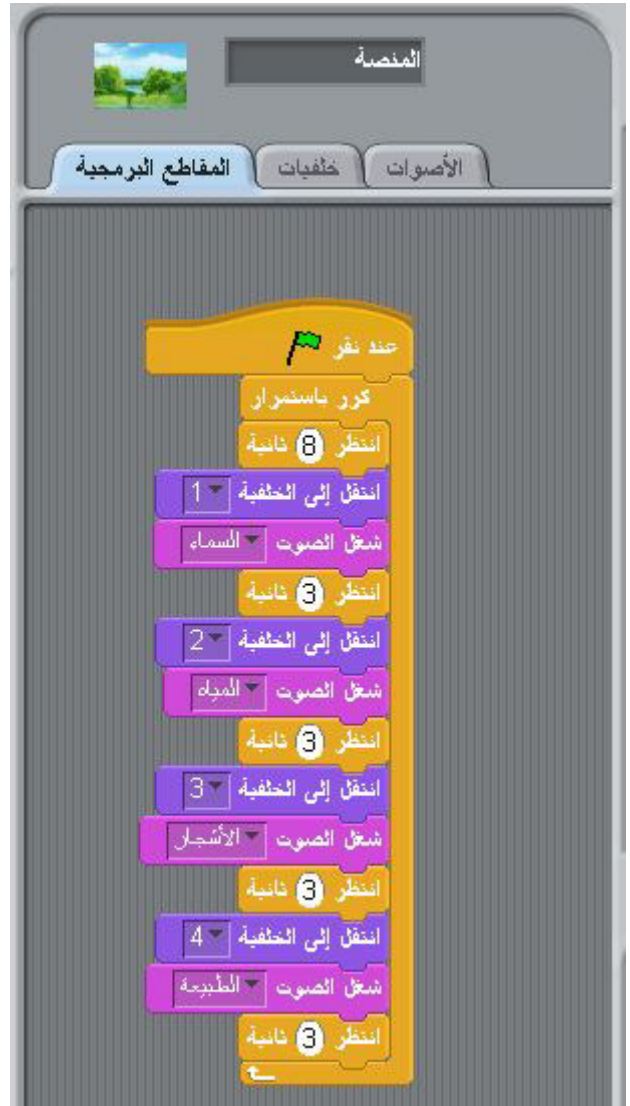 المنصة
المقاطع البرمجية خلفيات الأصوات
عند نقر
كرر باستمرار
انتظر 8 ثانية
انتقل إلى الخلفية 1
شغل الصوت السماء
انتظر 3 ثانية
انتقل إلى الخلفية 2
شغل الصوت المياه
انتظر 3 ثانية
انتقل إلى الخلفية 3
شغل الصوت الأشجار
انتظر 3 ثانية
انتقل إلى الخلفية 4
شغل الصوت الطبيعة
انتظر 3 ثانية